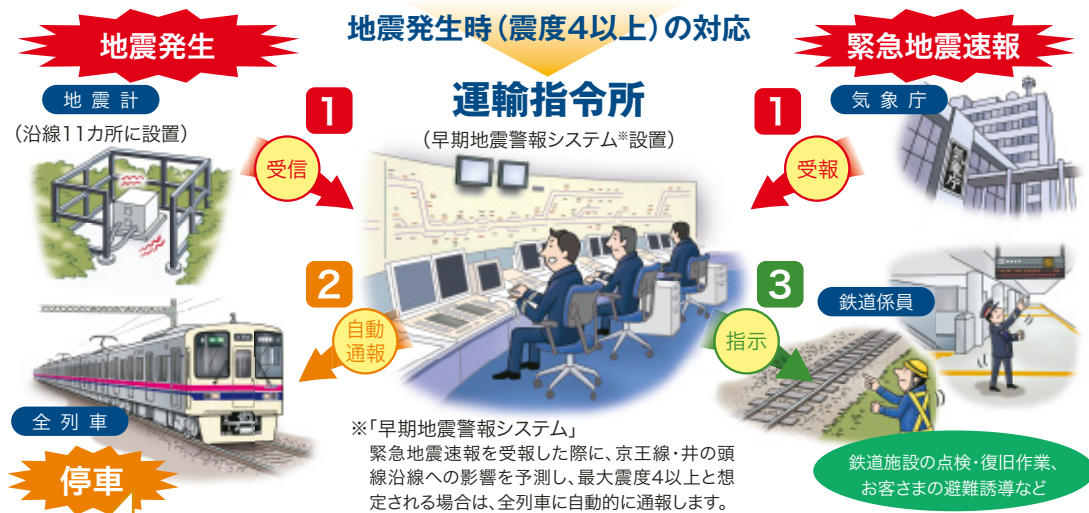 地震発生時(震度4以上)の対応
地震発生
地震計
(沿線11カ所に設置)
1
受信
運輸指令所
(早期地震警報システム※設置)
緊急地震速報
気象庁
気象庁
1
受報
2
自動
通報
全列車
停車
3
指示
鉄道係員
鉄道施設の点検・復旧作業、
お客さまの避難誘導など
※「早期地震警報システム」
緊急地震速報を受報した際に、京王線・井の頭
線沿線への影響を予測し、最大震度4以上と想
定される場合は、全列車に自動的に通報します。